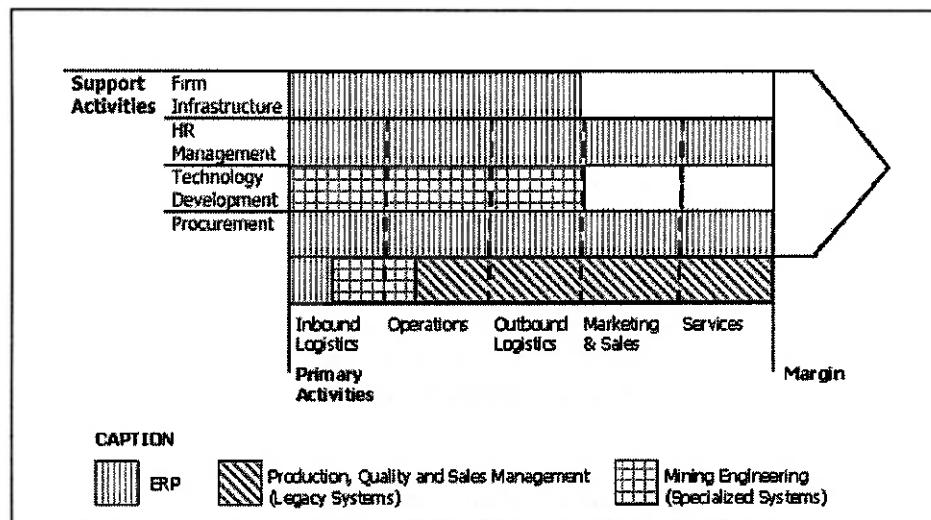 Support Activities
Firm Infrastructure
HR Management
Technology Development
Procurement
Inbound Logistics
Operations
Outbound Logistics
Marketing & Sales
Services
Primary Activities
Margin
CAPTION
ERP
Production, Quality and Sales Management (Legacy Systems)
Mining Engineering (Specialized Systems)